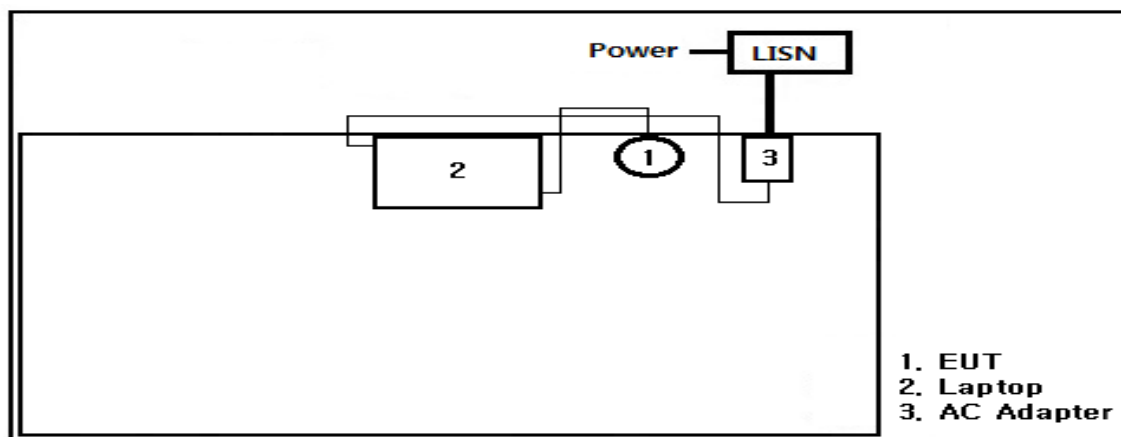 Power
LISN
2
1
3
1. EUT
2. Laptop
3. AC Adapter